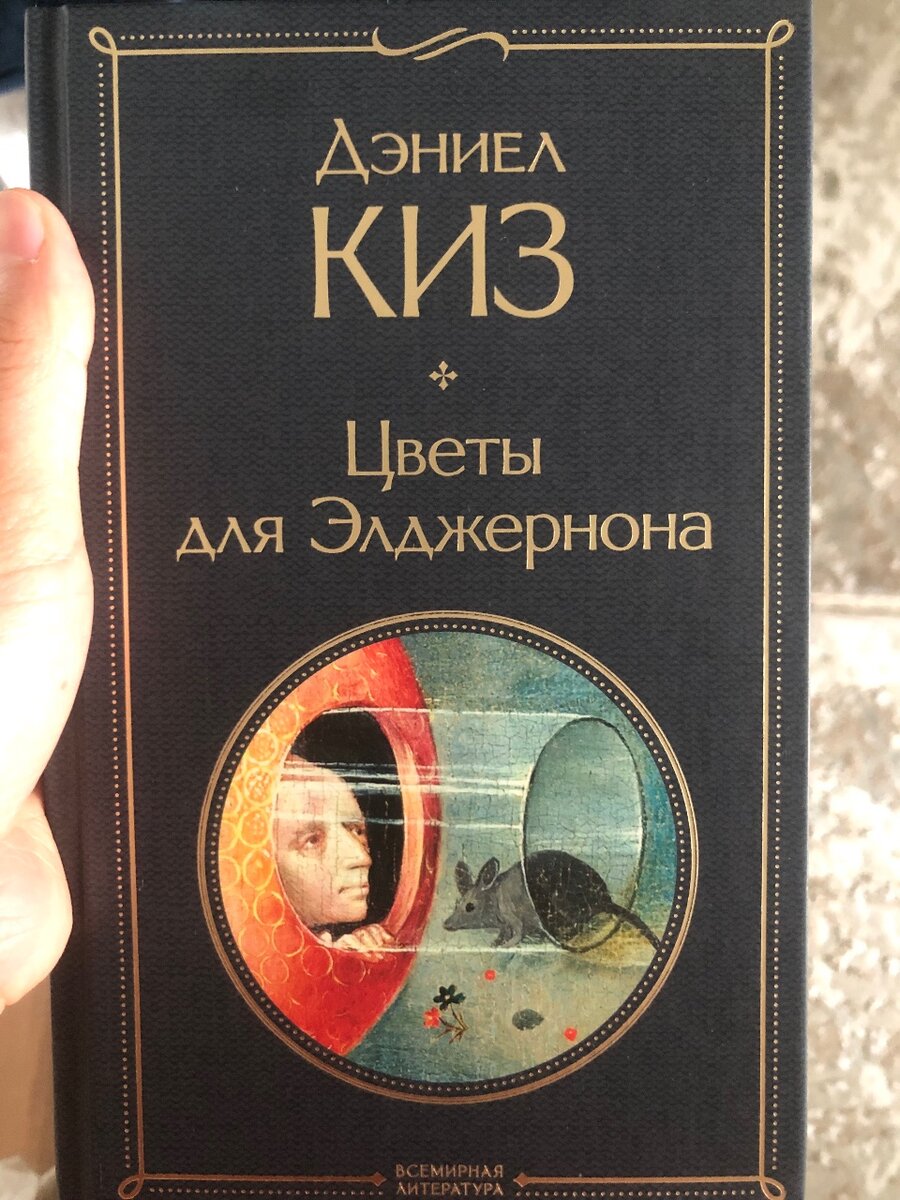 Дэниел
КИЗ
Цветы
для Элджернона
ВСЕМИРНАЯ
ЛИТЕРАТУРА